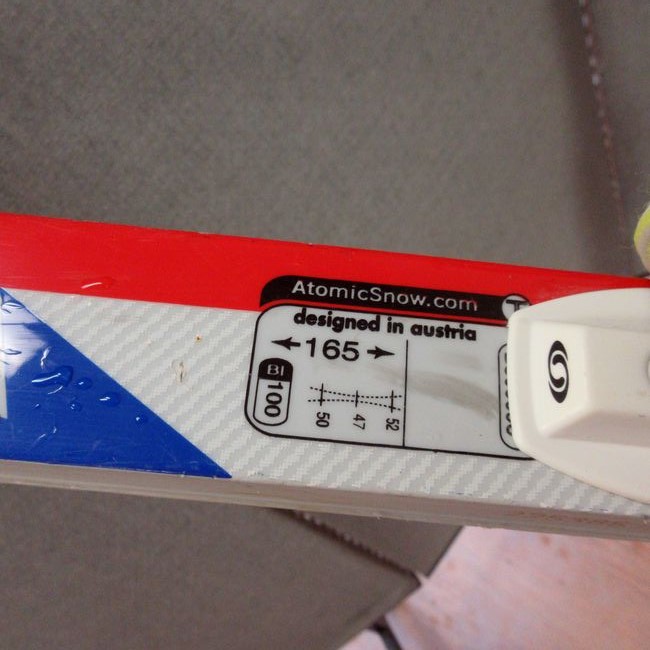 AtomicSnow.com
designed in austria
165
BI 100
50 47 52